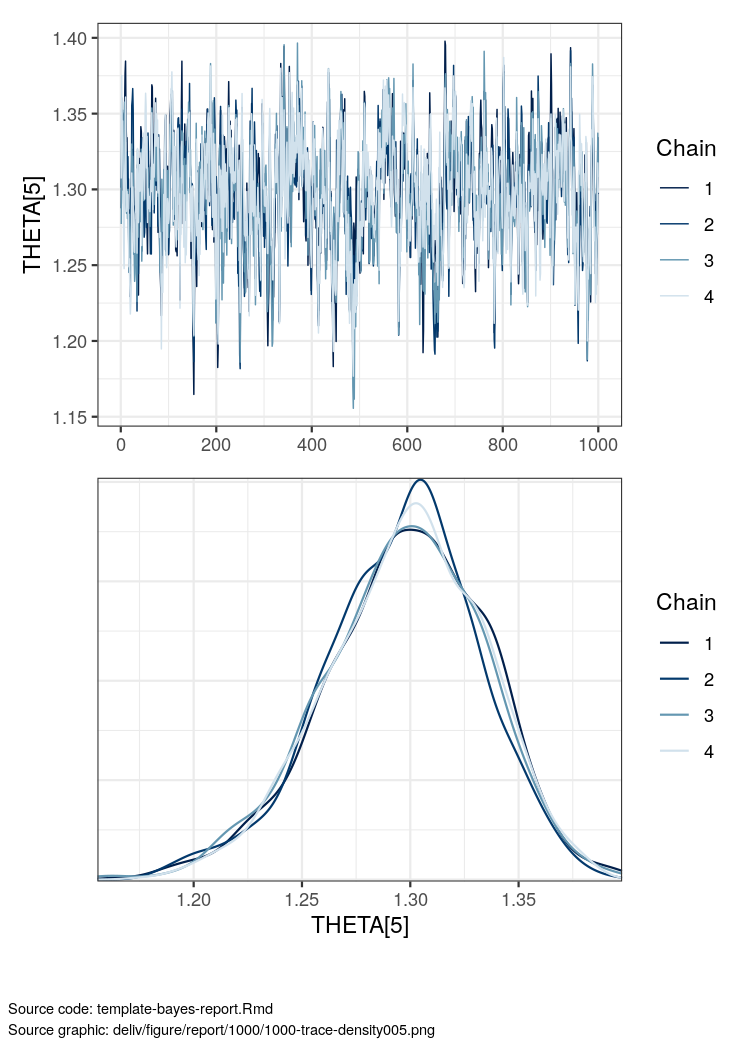 1.40
1.35
1.30
1.25
1.20
1.15
THETA[5]
0 200 400 600 800 1000
Chain
1
2
3
4
1.20 1.25 1.30 1.35
THETA[5]
Chain
1
2
3
4
Source code: template-bayes-report.Rmd
Source graphic: deliv/figure/report/1000/1000-trace-density005.png